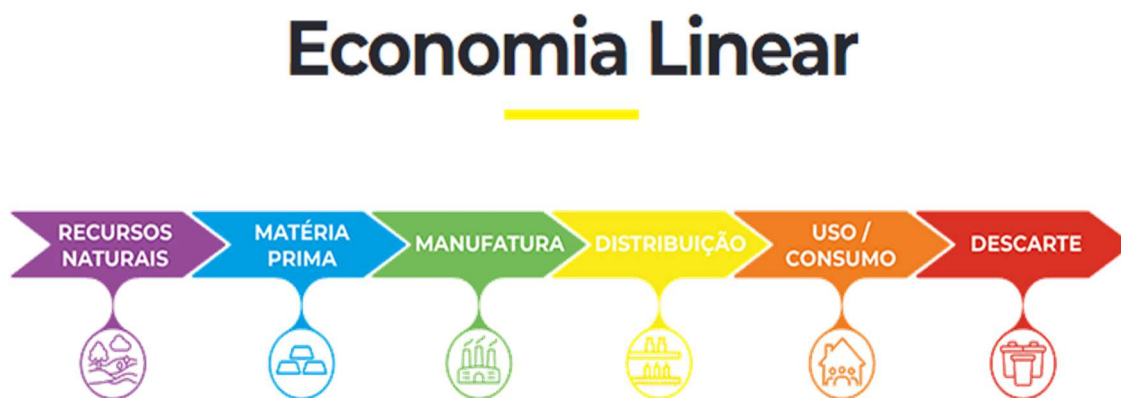 Economia Linear
RECURSOS
NATURAIS
MATÉRIA
PRIMA
MANUFATURA
DISTRIBUIÇÃO
USO /
CONSUMO
DESCARTE